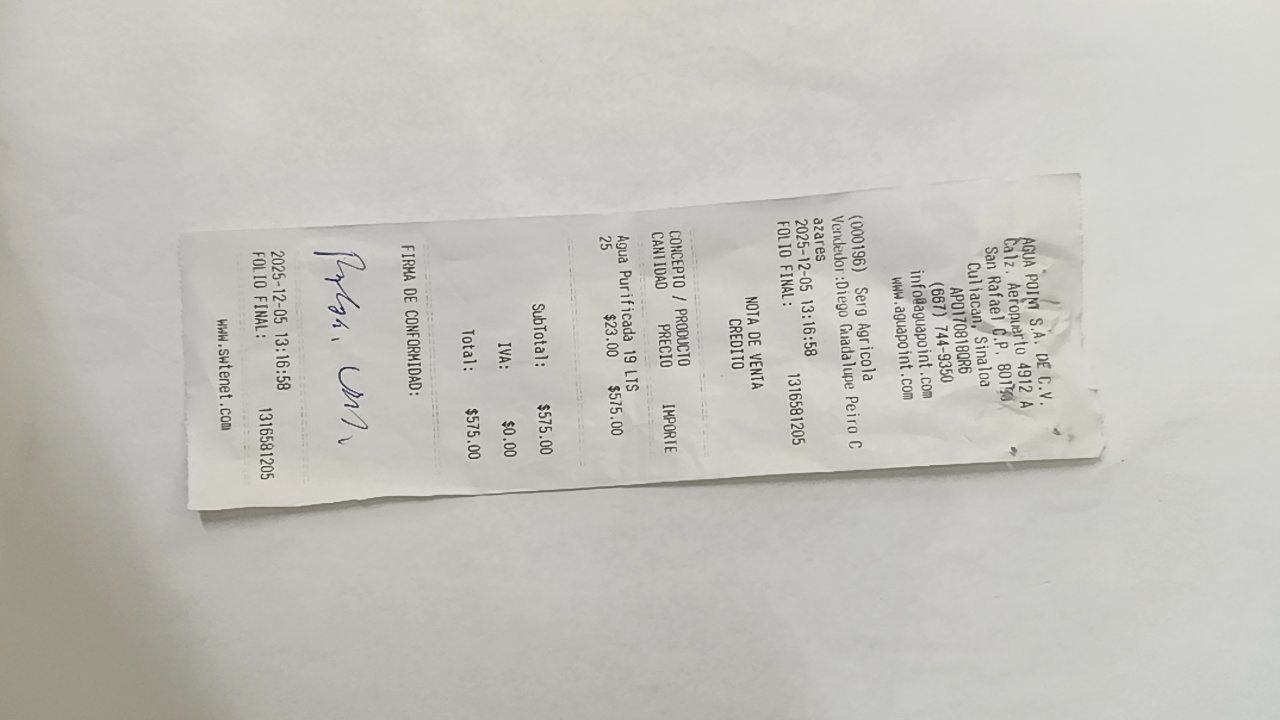 AGUA POINT S.A. DE C.V.
Calz. Aeropuerto 4912 A
San Rafael C.P. 80150
Culiacan, Sinaloa
APO170818QR6
(667) 744-9350
info@aguapoint.com
www.aguapoint.com
(000196) Serg Agricola
Vendedor:Diego Guadalupe Peiro C
azares
2025-12-05 13:16:58
FOLIO FINAL: 1316581205
NOTA DE VENTA
CREDITO
CONCEPTO / PRODUCTO
CANTIDAD PRECIO IMPORTE
Agua Purificada 19 LTS
25 $23.00 $575.00
SubTotal: $575.00
IVA: $0.00
Total: $575.00
FIRMA DE CONFORMIDAD:
2025-12-05 13:16:58
FOLIO FINAL: 1316581205
www.swtenet.com